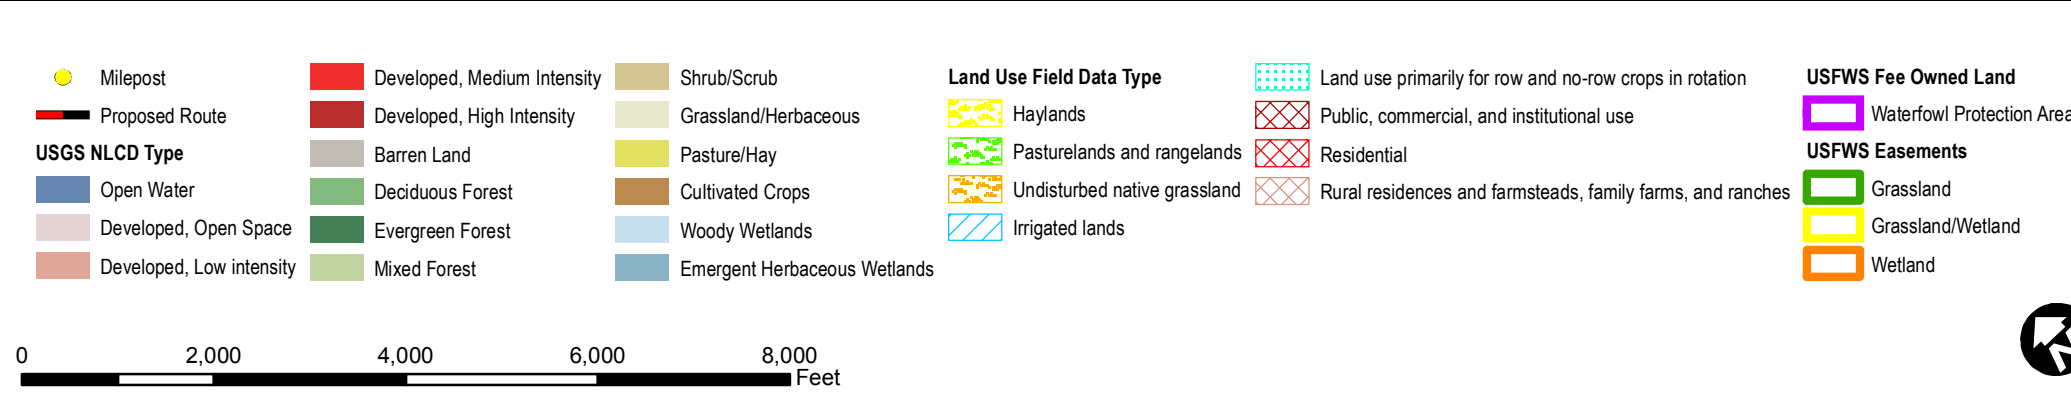 Milepost
Proposed Route
USGS NLCD Type
Open Water
Developed, Open Space
Developed, Low intensity
Developed, Medium Intensity
Developed, High Intensity
Barren Land
Deciduous Forest
Evergreen Forest
Mixed Forest
Shrub/Scrub
Grassland/Herbaceous
Pasture/Hay
Cultivated Crops
Woody Wetlands
Emergent Herbaceous Wetlands
Land Use Field Data Type
Haylands
Pasturelands and rangelands
Undisturbed native grassland
Irrigated lands
Land use primarily for row and no-row crops in rotation
Public, commercial, and institutional use
Residential
Rural residences and farmsteads, family farms, and ranches
USFWS Fee Owned Land
Waterfowl Protection Area
USFWS Easements
Grassland
Grassland/Wetland
Wetland
0 2,000 4,000 6,000 8,000
Feet